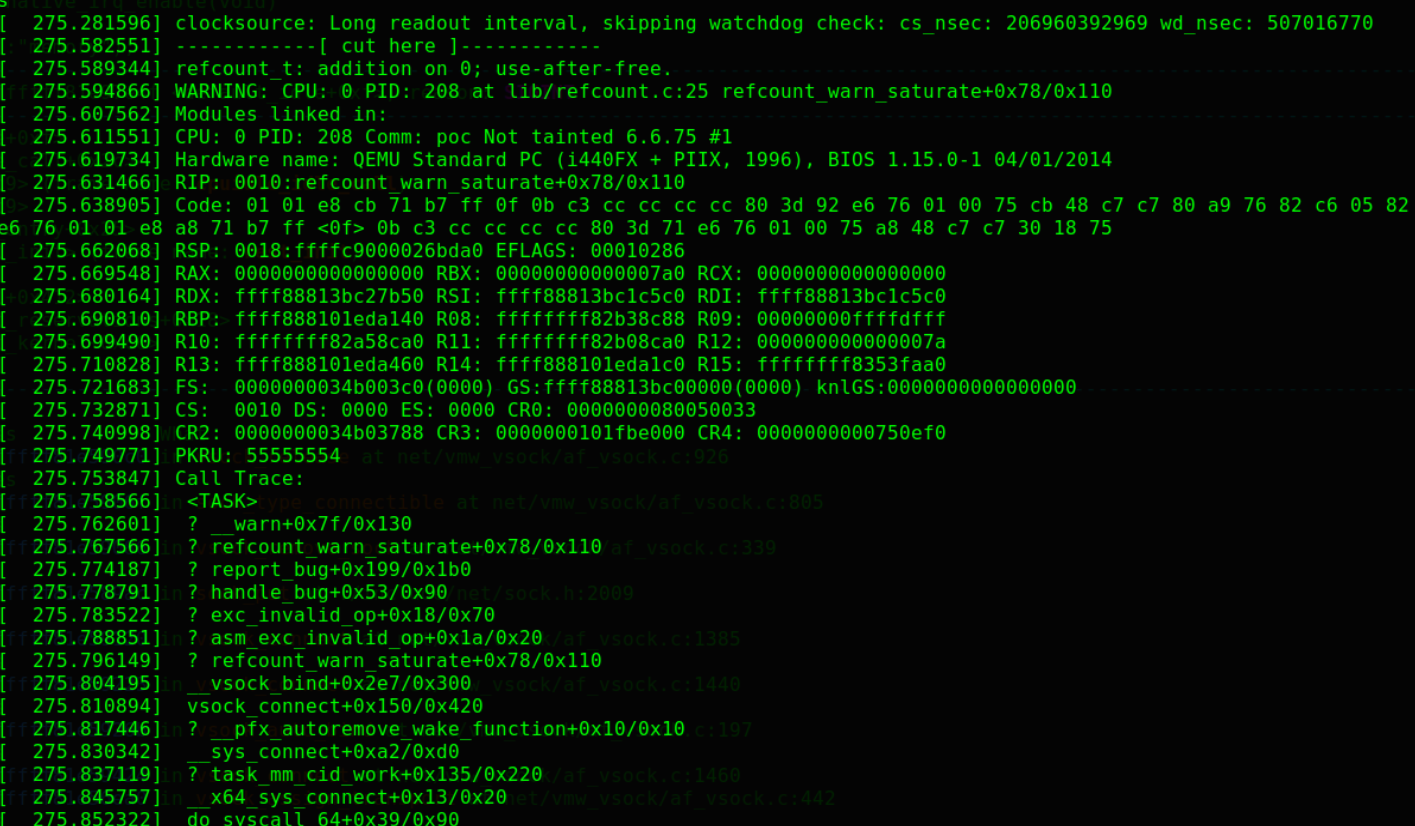 [  275.281596] clocksource: Long readout interval, skipping watchdog check: cs_nsec: 206960392969 wd_nsec: 507016770
[  275.582551] ------------[ cut here ]------------
[  275.589344] refcount_t: addition on 0; use-after-free.
[  275.594866] WARNING: CPU: 0 PID: 208 at lib/refcount.c:25 refcount_warn_saturate+0x78/0x110
[  275.607562] Modules linked in:
[  275.611551] CPU: 0 PID: 208 Comm: poc Not tainted 6.6.75 #1
[  275.619734] Hardware name: QEMU Standard PC (i440FX + PIIX, 1996), BIOS 1.15.0-1 04/01/2014
[  275.631466] RIP: 0010:refcount_warn_saturate+0x78/0x110
[  275.638905] Code: 01 01 e8 cb 71 b7 ff 0f 0b c3 cc cc cc cc 80 3d 92 e6 76 01 00 75 cb 48 c7 c7 80 a9 76 82 c6 05 82
e6 76 01 01 e8 a8 71 b7 ff <0f> 0b c3 cc cc cc cc 80 3d 71 e6 76 01 00 75 a8 48 c7 c7 30 18 75
[  275.662068] RSP: 0018:ffffc9000026bda0 EFLAGS: 00010286
[  275.669548] RAX: 0000000000000000 RBX: 00000000000007a0 RCX: 0000000000000000
[  275.680164] RDX: ffff88813bc27b50 RSI: ffff88813bc1c5c0 RDI: ffff88813bc1c5c0
[  275.690810] RBP: ffff888101eda140 R08: ffffffff82b38c88 R09: 00000000ffffdfff
[  275.699490] R10: ffffffff82a58ca0 R11: ffffffff82b08ca0 R12: 000000000000007a
[  275.710828] R13: ffff888101eda460 R14: ffff888101eda1c0 R15: ffffffff8353faa0
[  275.721683] FS:  0000000034b003c0(0000) GS:ffff88813bc00000(0000) knlGS:0000000000000000
[  275.732871] CS:  0010 DS: 0000 ES: 0000 CR0: 0000000080050033
[  275.740998] CR2: 0000000034b03788 CR3: 0000000101fbe000 CR4: 0000000000750ef0
[  275.749771] PKRU: 55555554
[  275.753847] Call Trace:
[  275.758566]  <TASK>
[  275.762601]  ? __warn+0x7f/0x130
[  275.767566]  ? refcount_warn_saturate+0x78/0x110
[  275.774187]  ? report_bug+0x199/0x1b0
[  275.778791]  ? handle_bug+0x53/0x90
[  275.783522]  ? exc_invalid_op+0x18/0x70
[  275.788851]  ? asm_exc_invalid_op+0x1a/0x20
[  275.796149]  ? refcount_warn_saturate+0x78/0x110
[  275.804195]  __vsock_bind+0x2e7/0x300
[  275.810894]  vsock_connect+0x150/0x420
[  275.817446]  ? __pfx_autoremove_wake_function+0x10/0x10
[  275.830342]  __sys_connect+0xa2/0xd0
[  275.837119]  ? task_mm_cid_work+0x135/0x220
[  275.845757]  __x64_sys_connect+0x13/0x20
[  275.852322]  do_syscall_64+0x39/0x90